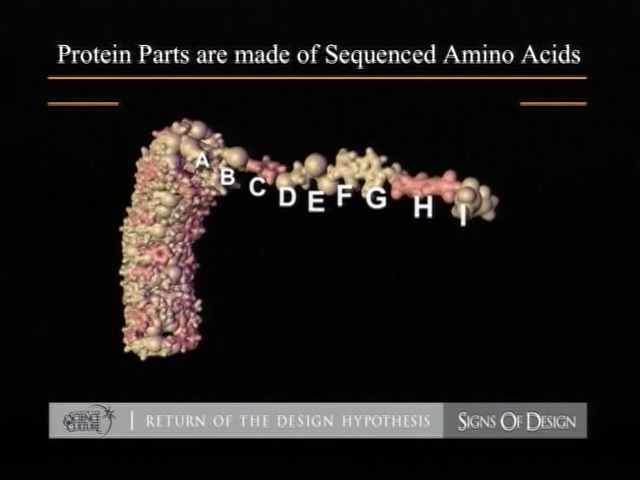 Protein Parts are made of Sequenced Amino Acids
A
B
C
D
E
F
G
H
I
SCIENCE
CULTURE
RETURN OF THE DESIGN HYPOTHESIS
SIGNS OF DESIGN